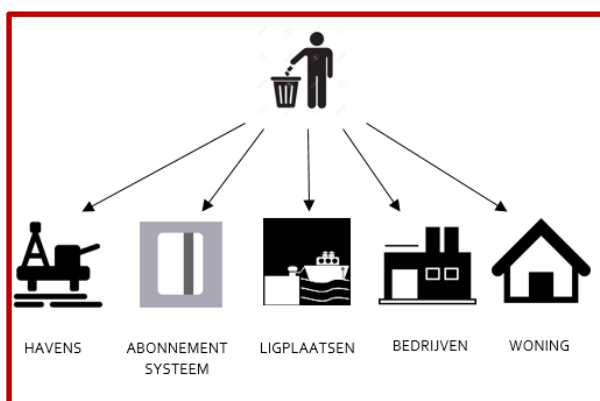 HAVENS
ABONNEMENT
SYSTEEM
LIGPLAATSEN
BEDRIJVEN
WONING